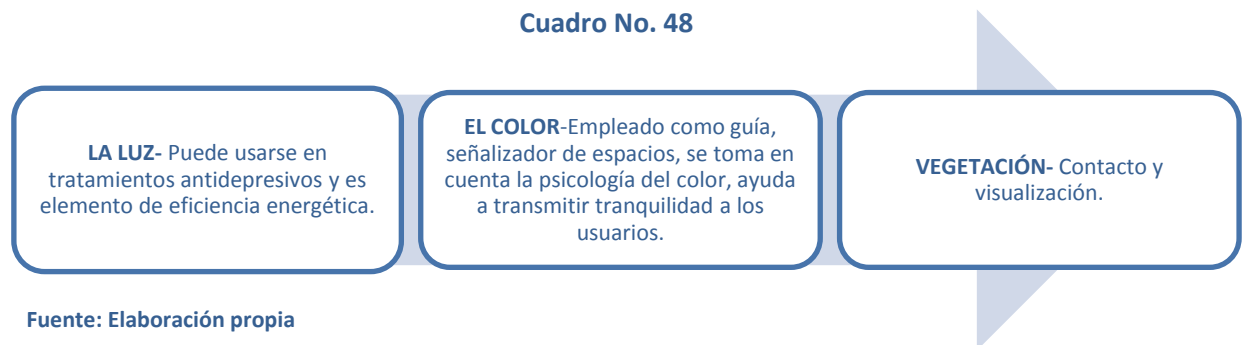 Cuadro No. 48
LA LUZ- Puede usarse en
tratamientos antidepresivos y es
elemento de eficiencia energética.
EL COLOR-Empleado como guía,
señalizador de espacios, se toma en
cuenta la psicología del color, ayuda
a transmitir tranquilidad a los
usuarios.
VEGETACIÓN- Contacto y
visualización.
Fuente: Elaboración propia